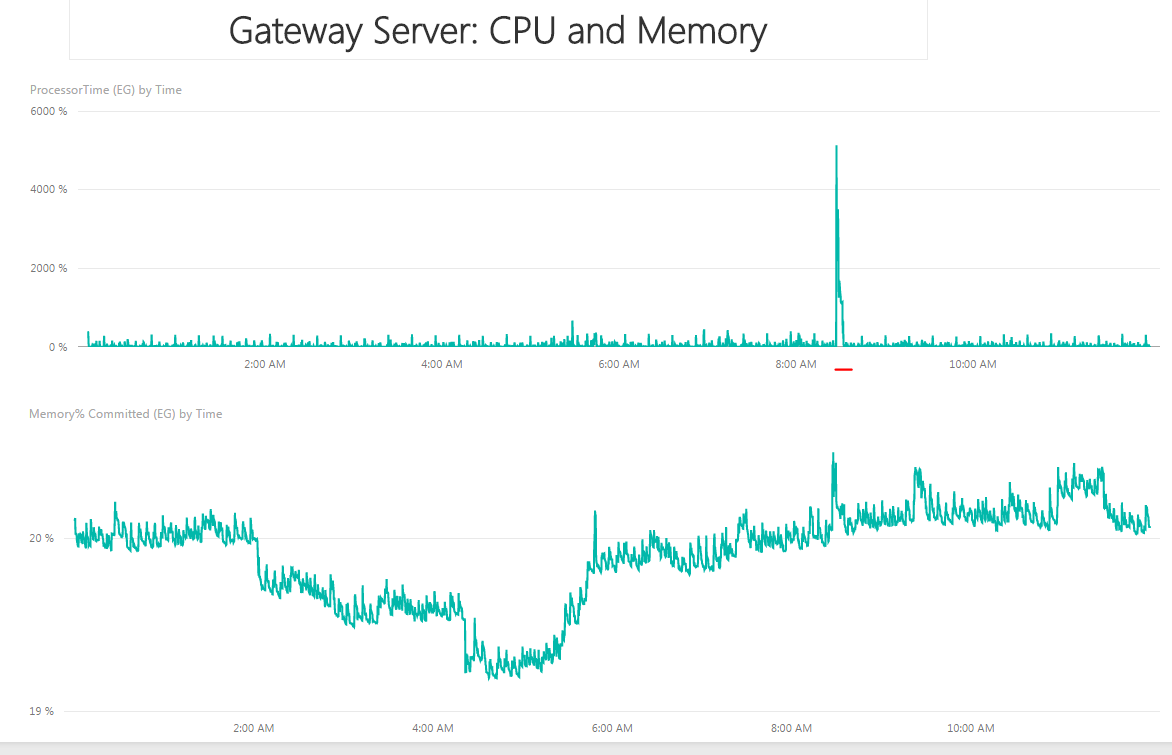 Gateway Server: CPU and Memory
ProcessorTime (EG) by Time
6000 %
4000 %
2000 %
0 %
2:00 AM 4:00 AM 6:00 AM 8:00 AM 10:00 AM
Memory% Committed (EG) by Time
20 %
19 %
2:00 AM 4:00 AM 6:00 AM 8:00 AM 10:00 AM